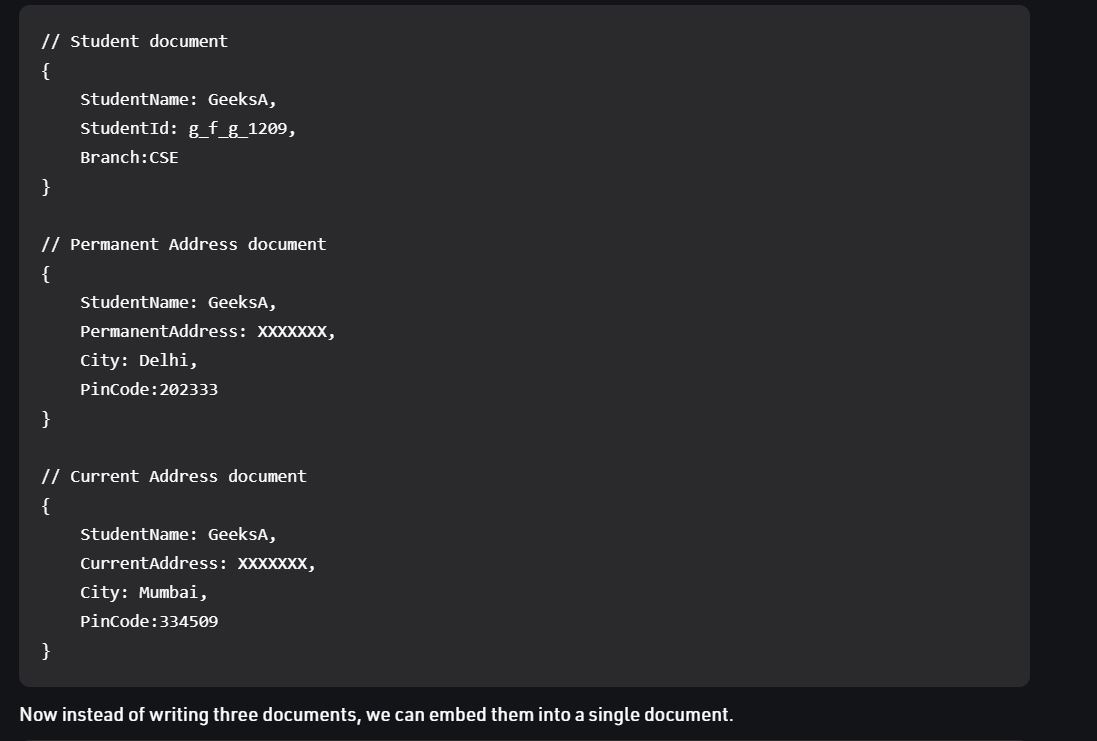 // Student document
{
    StudentName: GeeksA,
    StudentId: g_f_g_1209,
    Branch:CSE
}

// Permanent Address document
{
    StudentName: GeeksA,
    PermanentAddress: XXXXXXX,
    City: Delhi,
    PinCode:202333
}

// Current Address document
{
    StudentName: GeeksA,
    CurrentAddress: XXXXXXX,
    City: Mumbai,
    PinCode:334509
}
Now instead of writing three documents, we can embed them into a single document.